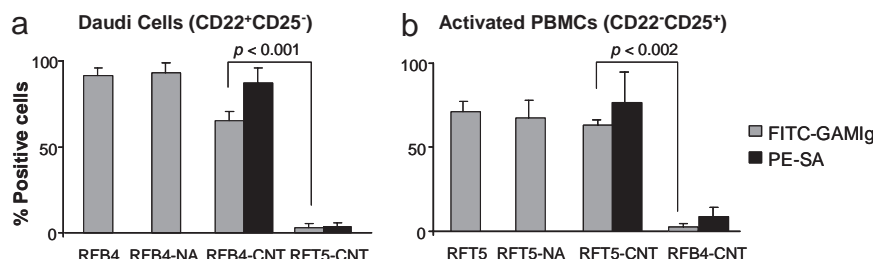 a Daudi Cells (CD22⁺CD25⁻)
p < 0.001
100
50
0
% Positive cells
RFB4 RFB4-NA RFB4-CNT RFT5-CNT
b Activated PBMCs (CD22⁻CD25⁺)
p < 0.002
100
50
0
RFT5 RFT5-NA RFT5-CNT RFB4-CNT
FITC-GAMIg
PE-SA